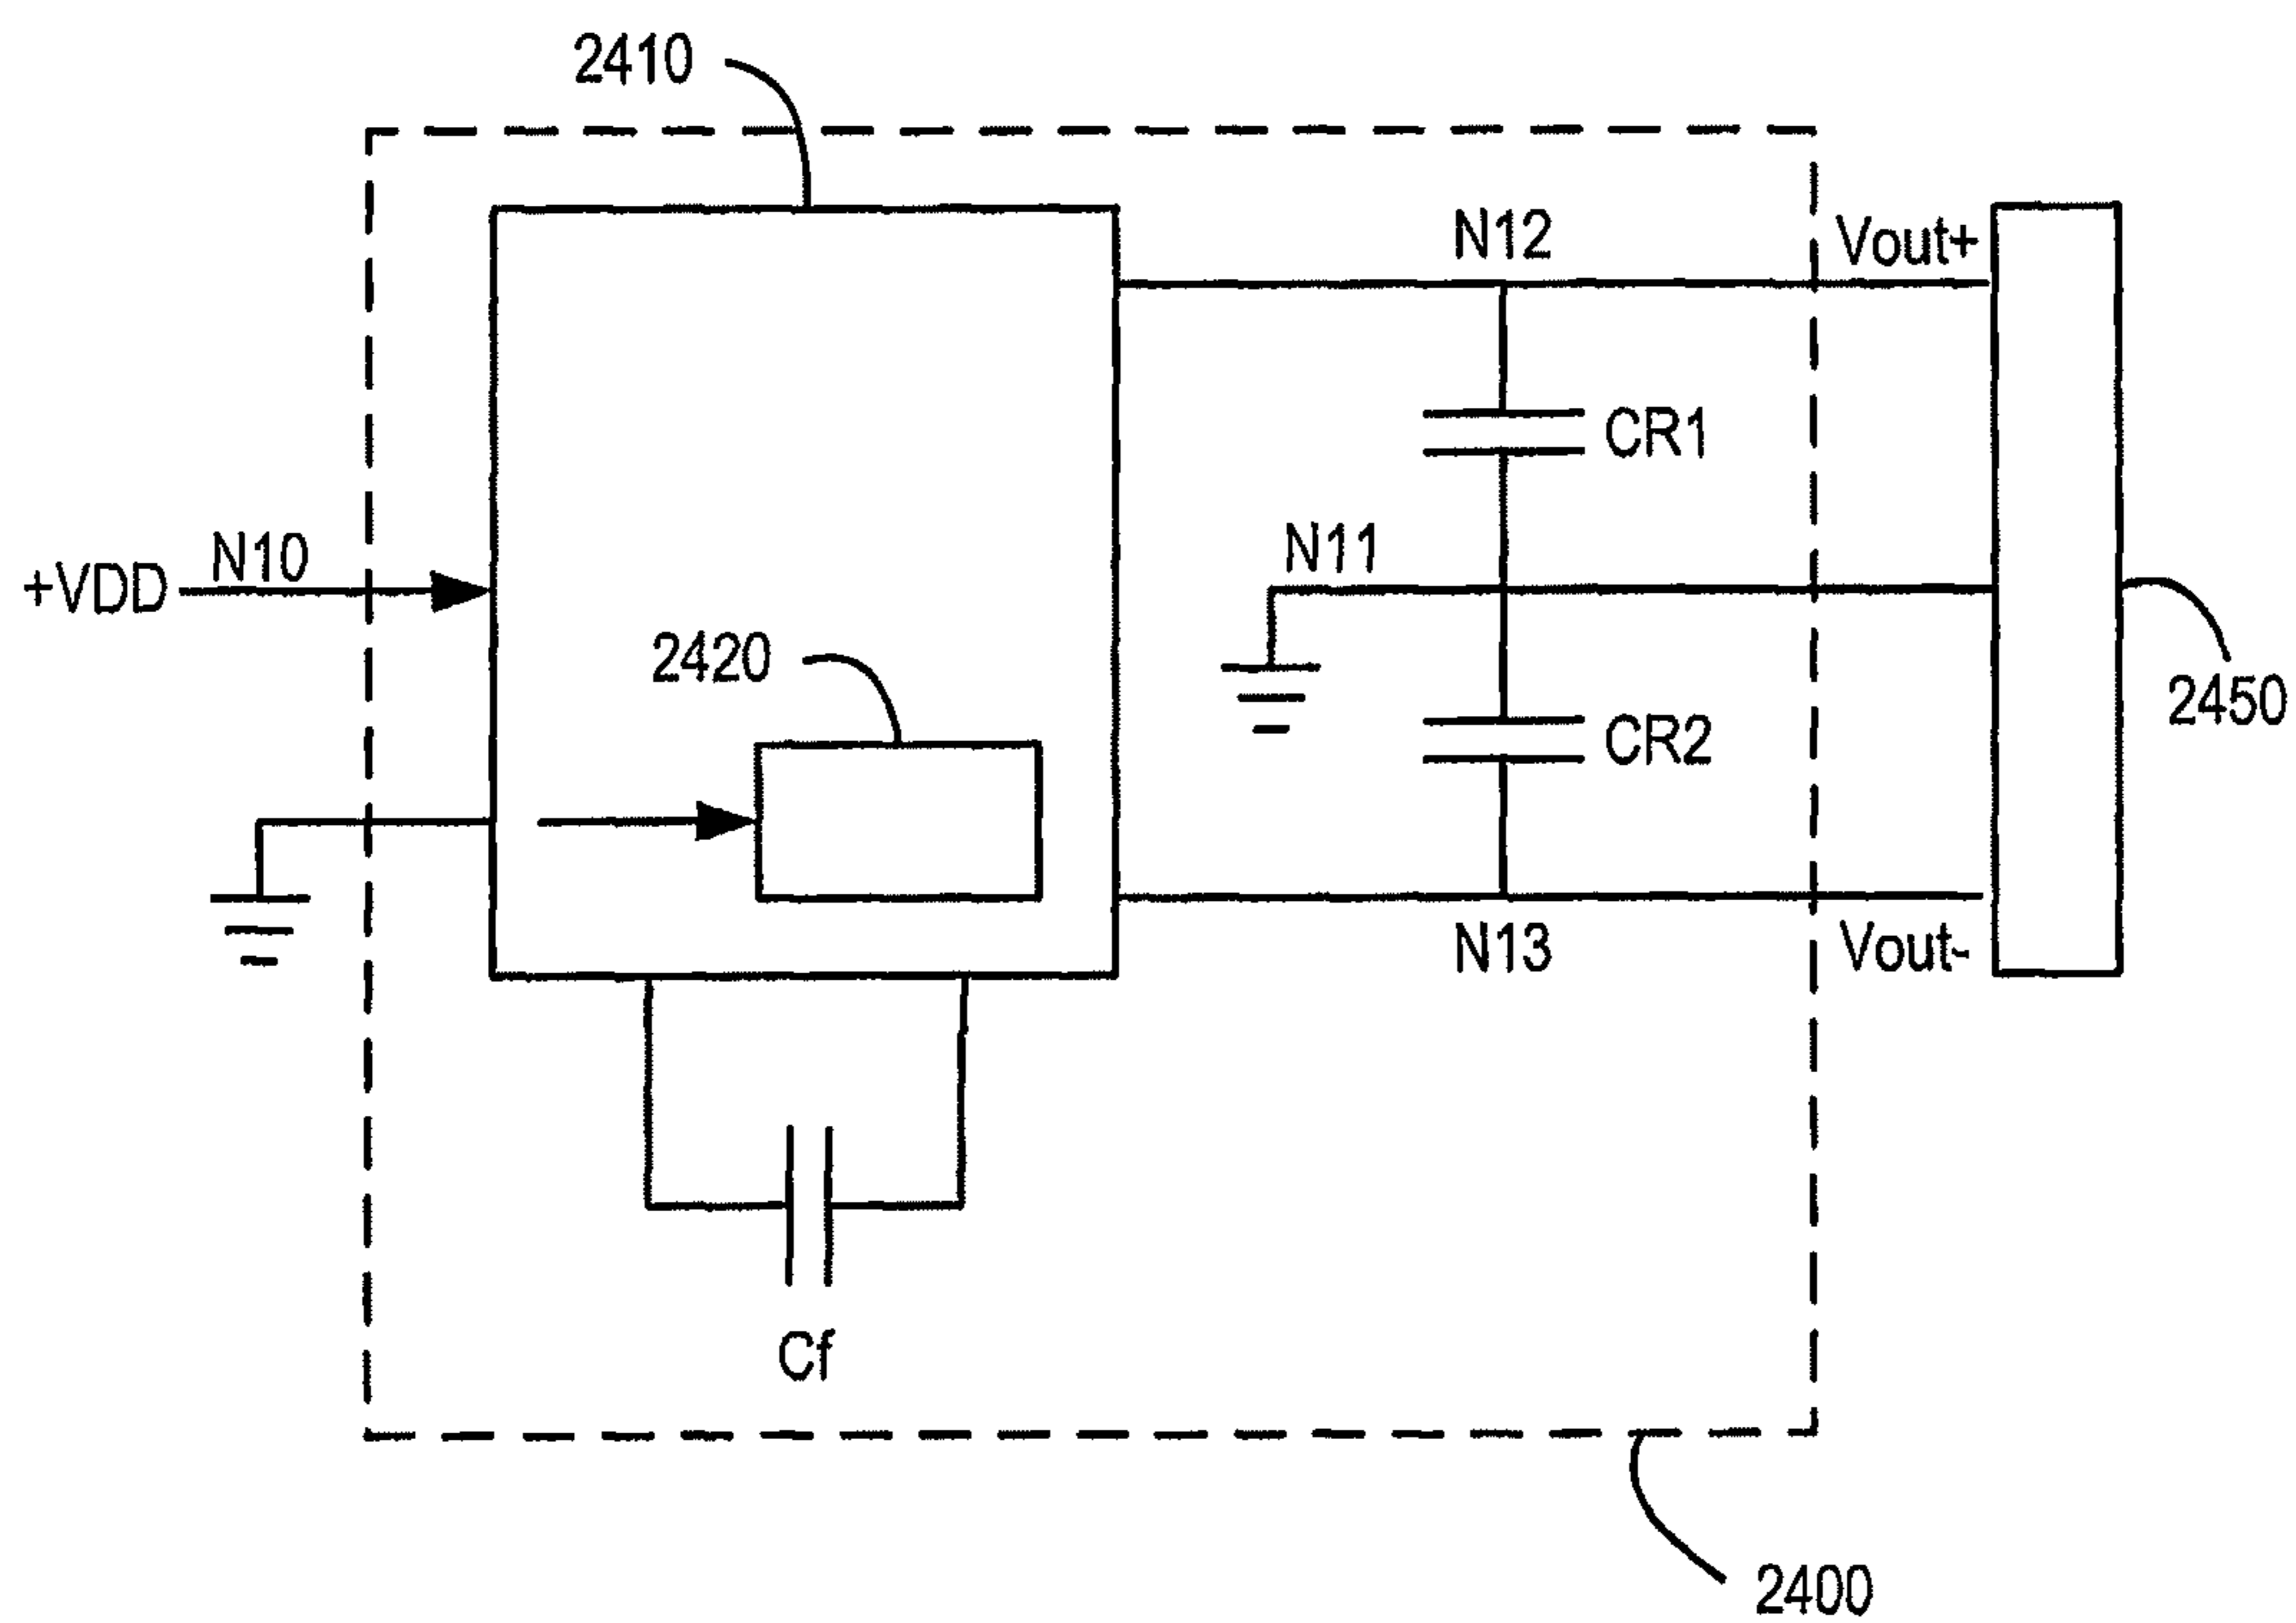 2410
N12
Vout+
CR1
N11
N10
+VDD
2420
2450
CR2
N13
Vout-
Cf
2400